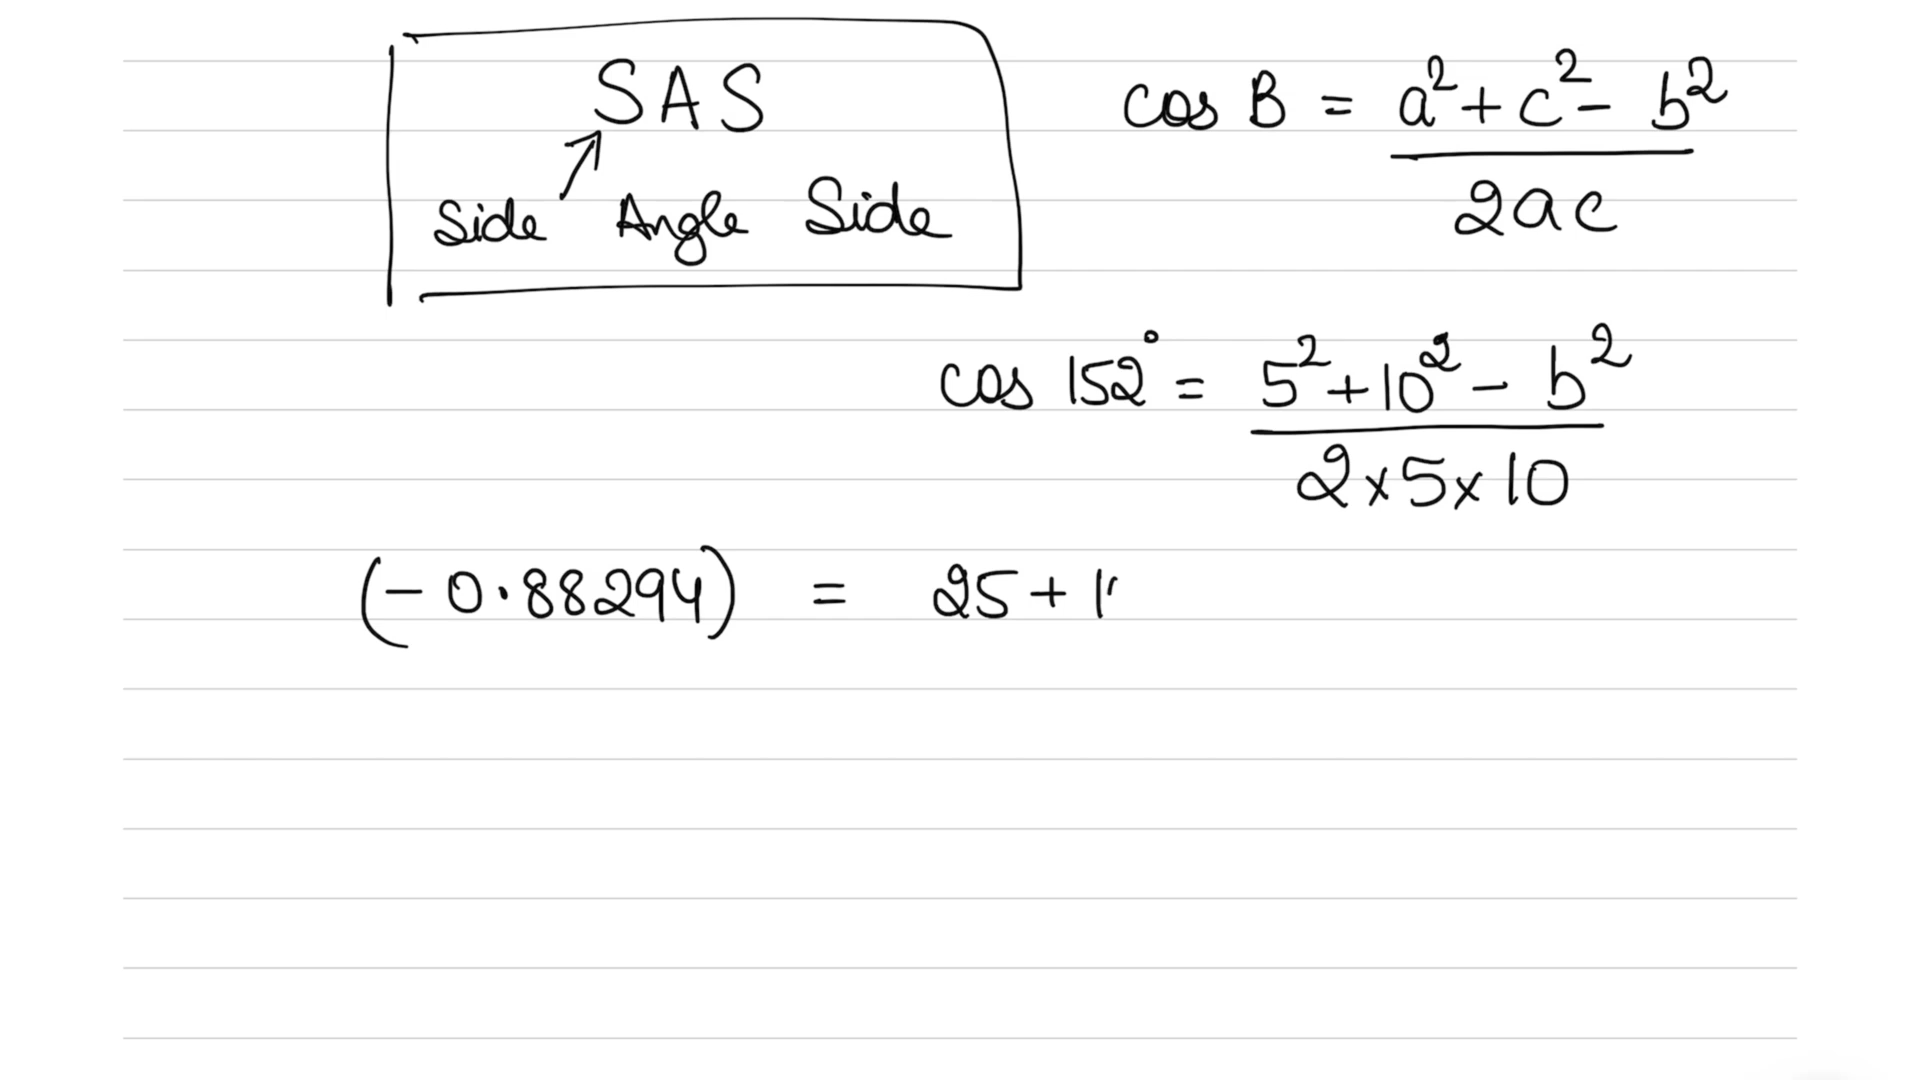 SAS
Side Angle Side
cos B = a² + c² - b²
2ac
cos 152° = 5² + 10² - b²
2 x 5 x 10
(-0.88294) = 25 + 1